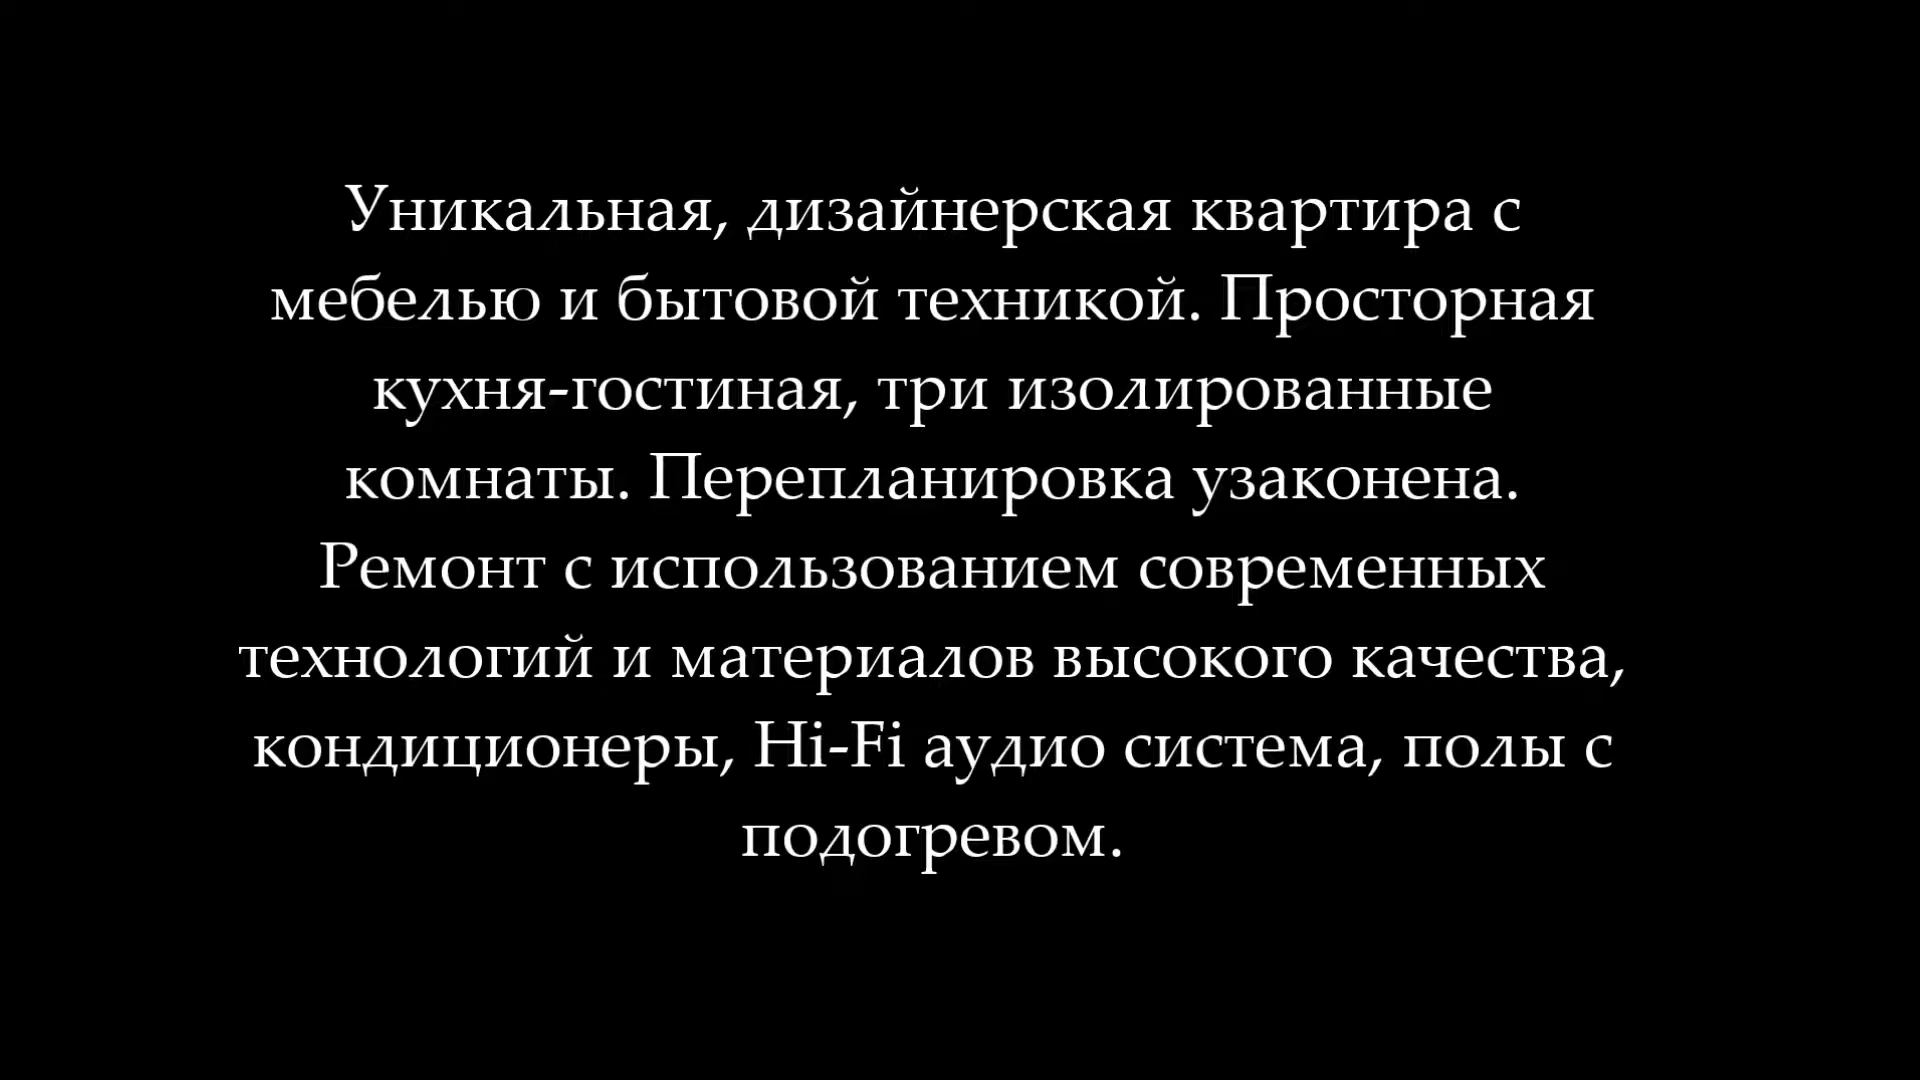 Уникальная, дизайнерская квартира с
мебелью и бытовой техникой. Просторная
кухня-гостиная, три изолированные
комнаты. Перепланировка узаконена.
Ремонт с использованием современных
технологий и материалов высокого качества,
кондиционеры, Hi-Fi аудио система, полы с
подогревом.